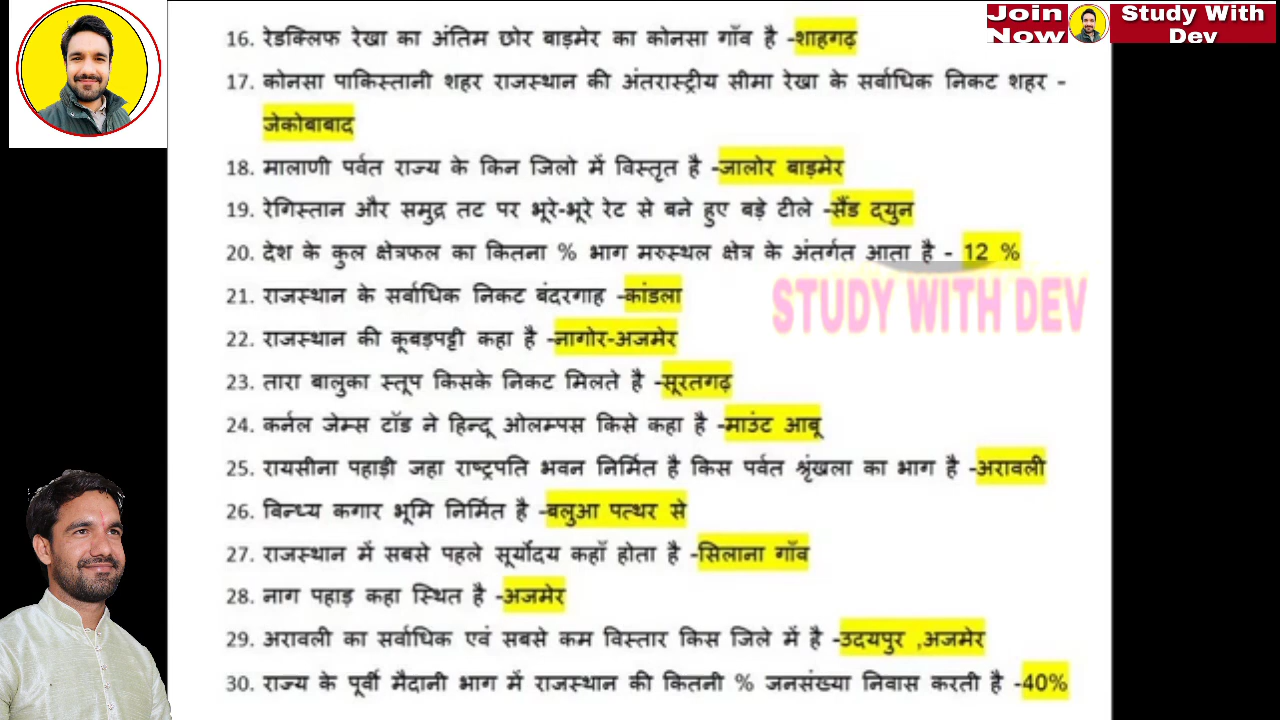 Join Now
Study With Dev
16. रेडक्लिफ रेखा का अंतिम छोर बाड़मेर का कोनसा गाँव है -शाहगढ़
17. कोनसा पाकिस्तानी शहर राजस्थान की अंतरास्ट्रीय सीमा रेखा के सर्वाधिक निकट शहर -
जेकोबाबाद
18. मालाणी पर्वत राज्य के किन जिलो में विस्तृत है -जालोर बाड़मेर
19. रेगिस्तान और समुद्र तट पर भूरे-भूरे रेट से बने हुए बड़े टीले -सैंड द्युन
20. देश के कुल क्षेत्रफल का कितना % भाग मरुस्थल क्षेत्र के अंतर्गत आता है - 12 %
21. राजस्थान के सर्वाधिक निकट बंदरगाह -कांडला
STUDY WITH DEV
22. राजस्थान की कूबड़पट्टी कहा है -नागोर-अजमेर
23. तारा बालुका स्तूप किसके निकट मिलते है -सूरतगढ़
24. कर्नल जेम्स टॉड ने हिन्दू ओलम्पस किसे कहा है -माउंट आबू
25. रायसीना पहाड़ी जहा राष्ट्रपति भवन निर्मित है किस पर्वत श्रृंखला का भाग है -अरावली
26. विन्ध्य कगार भूमि निर्मित है -बलुआ पत्थर से
27. राजस्थान में सबसे पहले सूर्योदय कहाँ होता है -सिलाना गाँव
28. नाग पहाड़ कहा स्थित है -अजमेर
29. अरावली का सर्वाधिक एवं सबसे कम विस्तार किस जिले में है -उदयपुर ,अजमेर
30. राज्य के पूर्वी मैदानी भाग में राजस्थान की कितनी % जनसंख्या निवास करती है -40%